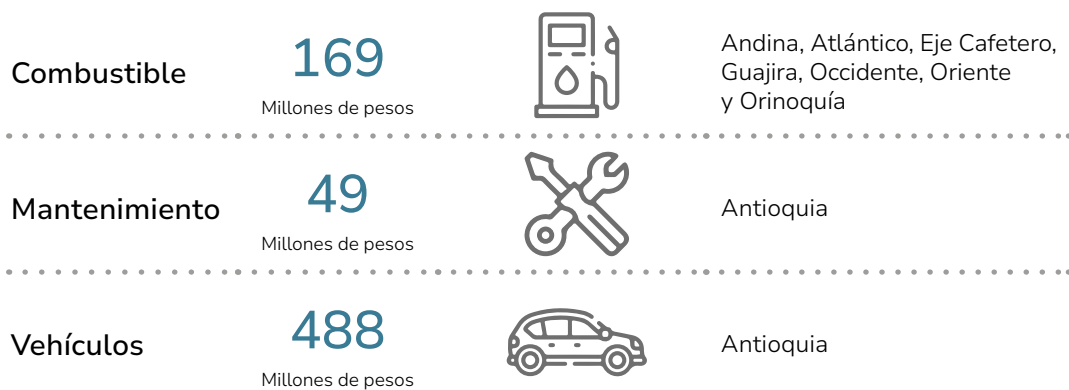 Combustible
169
Millones de pesos
Andina, Atlántico, Eje Cafetero,
Guajira, Occidente, Oriente
y Orinoquía
Mantenimiento
49
Millones de pesos
Antioquia
Vehículos
488
Millones de pesos
Antioquia